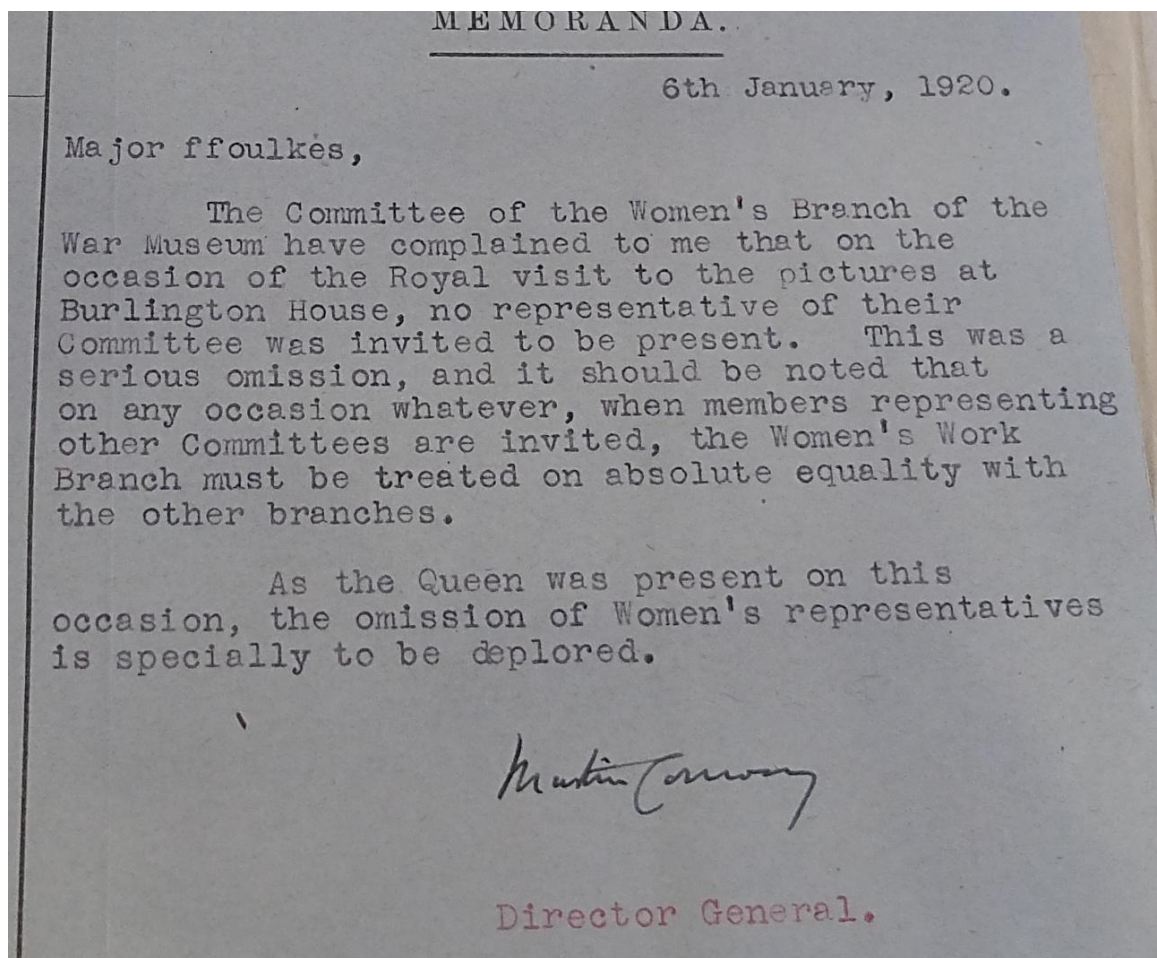 MEMORANDA.
6th January, 1920.
Major ffoulkes,
The Committee of the Women's Branch of the
War Museum have complained to me that on the
occasion of the Royal visit to the pictures at
Burlington House, no representative of their
Committee was invited to be present. This was a
serious omission, and it should be noted that
on any occasion whatever, when members representing
other Committees are invited, the Women's Work
Branch must be treated on absolute equality with
the other branches.
As the Queen was present on this
occasion, the omission of Women's representatives
is specially to be deplored.
Martin Conway
Director General.